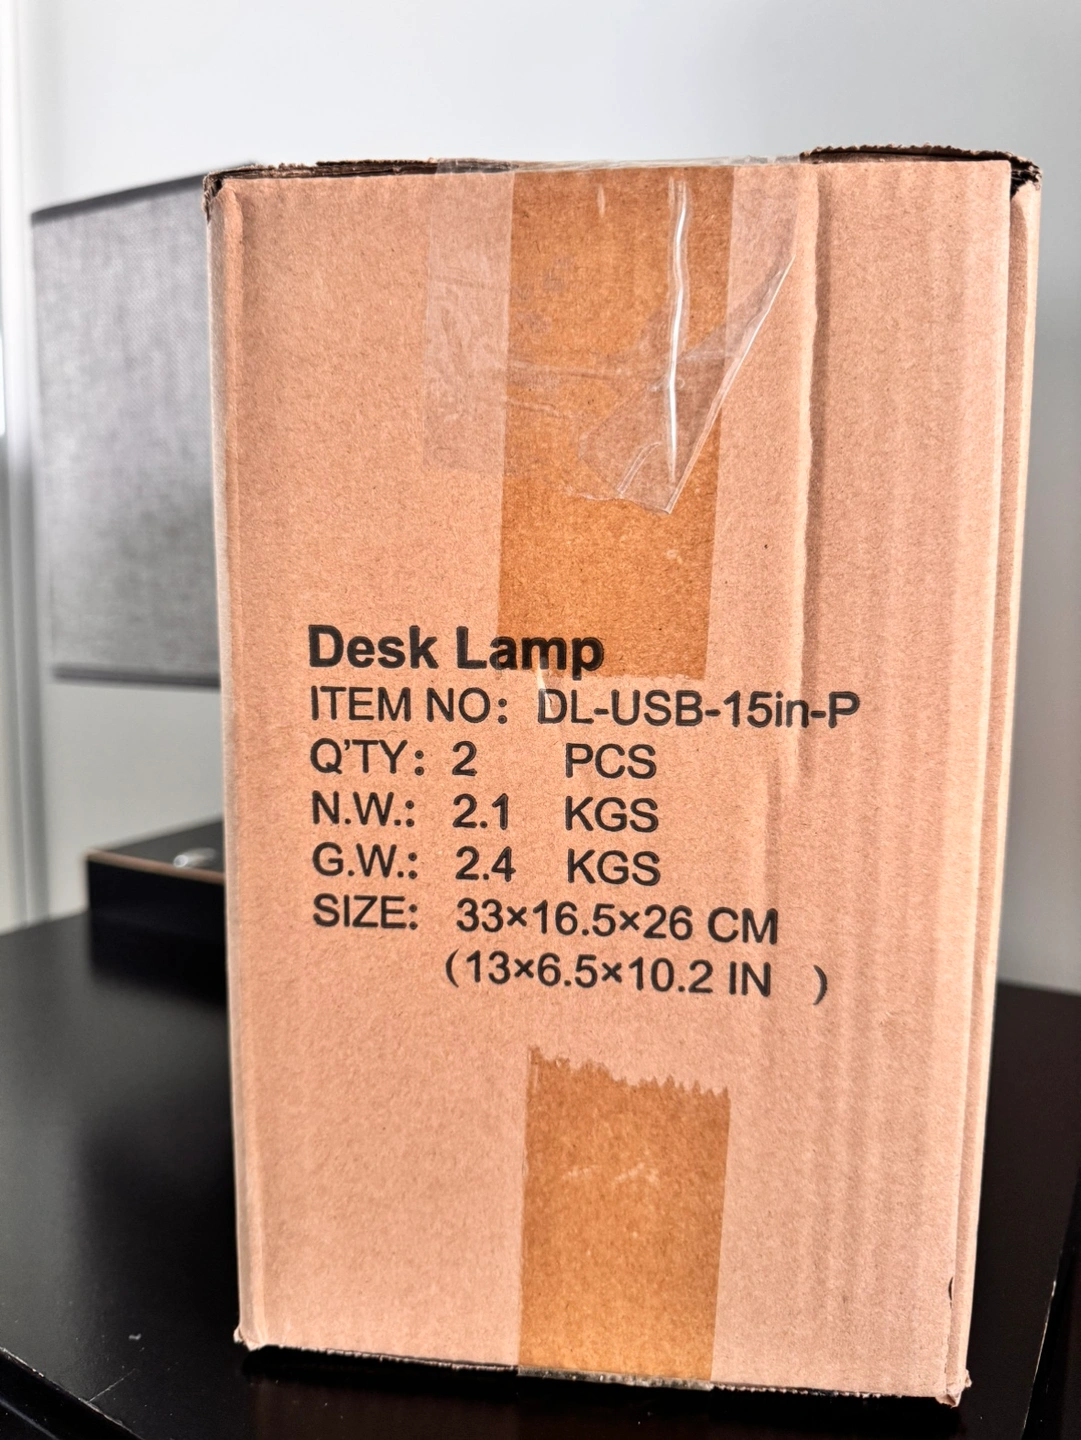 Desk Lamp
ITEM NO: DL-USB-15in-P
Q'TY: 2 PCS
N.W.: 2.1 KGS
G.W.: 2.4 KGS
SIZE: 33×16.5×26 CM
(13×6.5×10.2 IN )